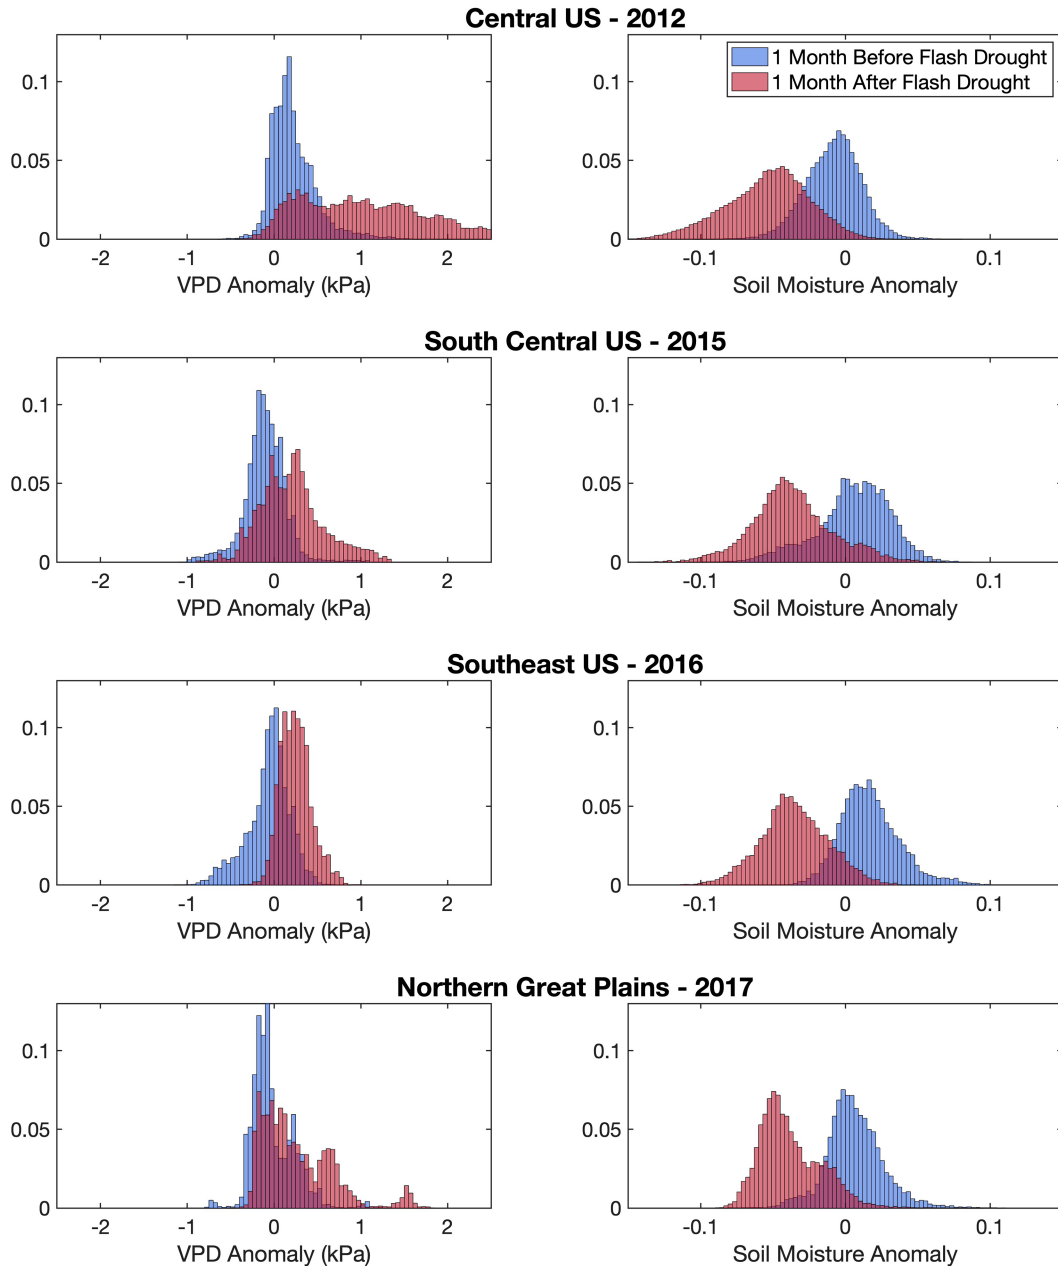 Central US - 2012
0.1
0.05
0
-2 -1 0 1 2
VPD Anomaly (kPa)
1 Month Before Flash Drought
1 Month After Flash Drought
0.1
0.05
0
-0.1 0 0.1
Soil Moisture Anomaly
South Central US - 2015
0.1
0.05
0
-2 -1 0 1 2
VPD Anomaly (kPa)
0.1
0.05
0
-0.1 0 0.1
Soil Moisture Anomaly
Southeast US - 2016
0.1
0.05
0
-2 -1 0 1 2
VPD Anomaly (kPa)
0.1
0.05
0
-0.1 0 0.1
Soil Moisture Anomaly
Northern Great Plains - 2017
0.1
0.05
0
-2 -1 0 1 2
VPD Anomaly (kPa)
0.1
0.05
0
-0.1 0 0.1
Soil Moisture Anomaly